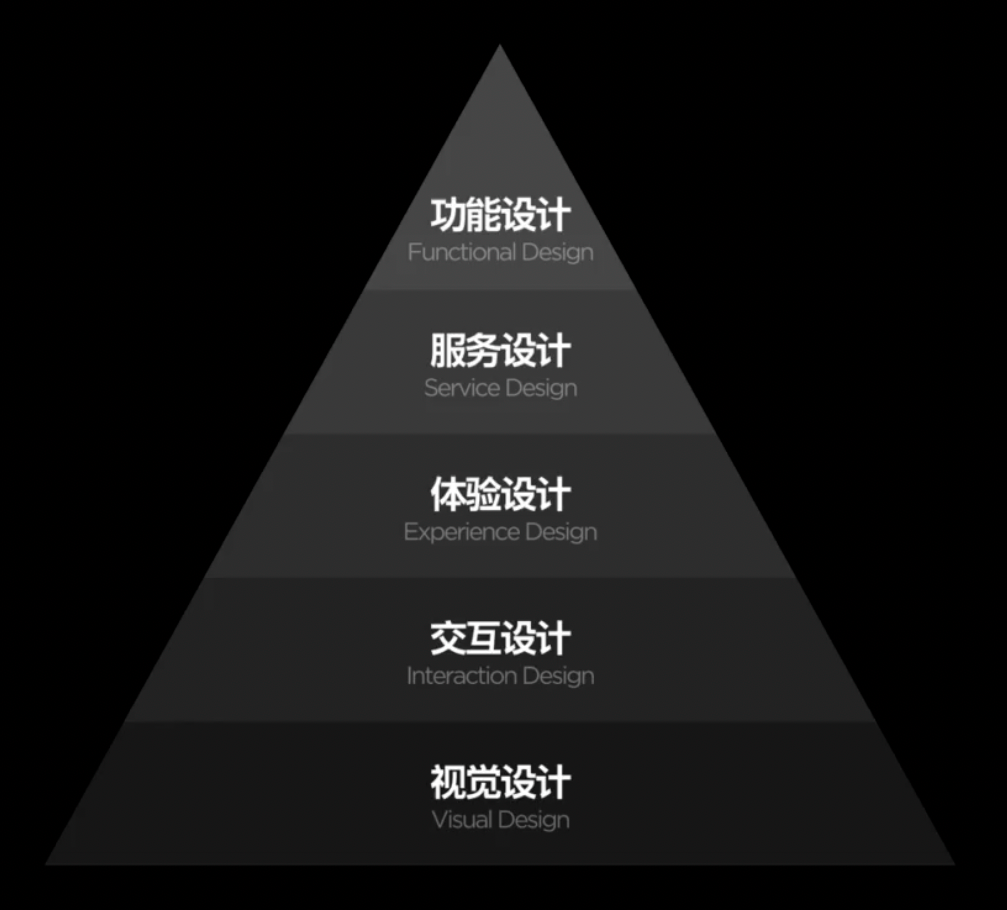 功能设计
Functional Design
服务设计
Service Design
体验设计
Experience Design
交互设计
Interaction Design
视觉设计
Visual Design